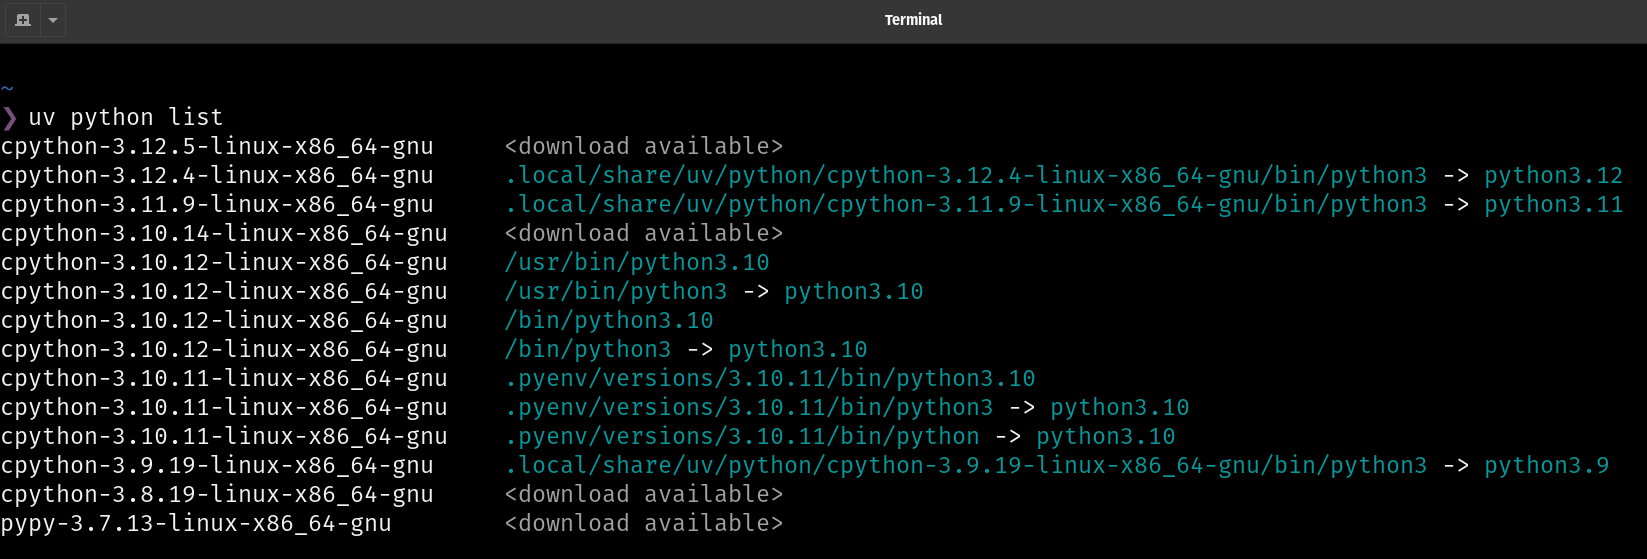 Terminal
~
❯ uv python list
cpython-3.12.5-linux-x86_64-gnu     <download available>
cpython-3.12.4-linux-x86_64-gnu     .local/share/uv/python/cpython-3.12.4-linux-x86_64-gnu/bin/python3 -> python3.12
cpython-3.11.9-linux-x86_64-gnu     .local/share/uv/python/cpython-3.11.9-linux-x86_64-gnu/bin/python3 -> python3.11
cpython-3.10.14-linux-x86_64-gnu    <download available>
cpython-3.10.12-linux-x86_64-gnu    /usr/bin/python3.10
cpython-3.10.12-linux-x86_64-gnu    /usr/bin/python3 -> python3.10
cpython-3.10.12-linux-x86_64-gnu    /bin/python3.10
cpython-3.10.12-linux-x86_64-gnu    /bin/python3 -> python3.10
cpython-3.10.11-linux-x86_64-gnu    .pyenv/versions/3.10.11/bin/python3.10
cpython-3.10.11-linux-x86_64-gnu    .pyenv/versions/3.10.11/bin/python3 -> python3.10
cpython-3.10.11-linux-x86_64-gnu    .pyenv/versions/3.10.11/bin/python -> python3.10
cpython-3.9.19-linux-x86_64-gnu     .local/share/uv/python/cpython-3.9.19-linux-x86_64-gnu/bin/python3 -> python3.9
cpython-3.8.19-linux-x86_64-gnu     <download available>
pypy-3.7.13-linux-x86_64-gnu        <download available>